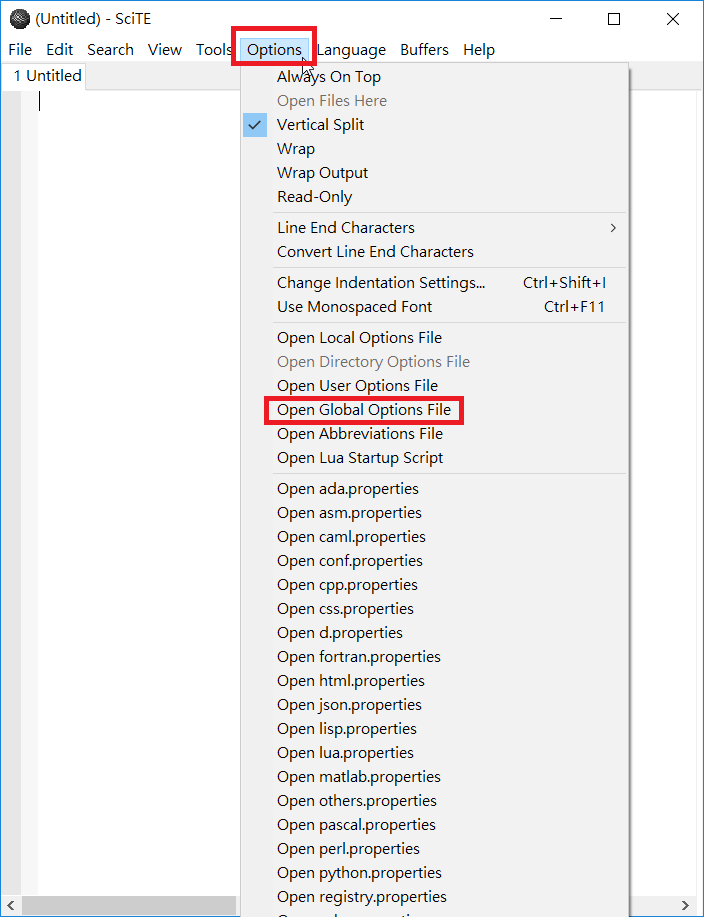 (Untitled) - SciTE
File Edit Search View Tools Options Language Buffers Help
1 Untitled
Always On Top
Open Files Here
Vertical Split
Wrap
Wrap Output
Read-Only
Line End Characters
Convert Line End Characters
Change Indentation Settings... Ctrl+Shift+I
Use Monospaced Font Ctrl+F11
Open Local Options File
Open Directory Options File
Open User Options File
Open Global Options File
Open Abbreviations File
Open Lua Startup Script
Open ada.properties
Open asm.properties
Open caml.properties
Open conf.properties
Open cpp.properties
Open css.properties
Open d.properties
Open fortran.properties
Open html.properties
Open json.properties
Open lisp.properties
Open lua.properties
Open matlab.properties
Open others.properties
Open pascal.properties
Open perl.properties
Open python.properties
Open registry.properties